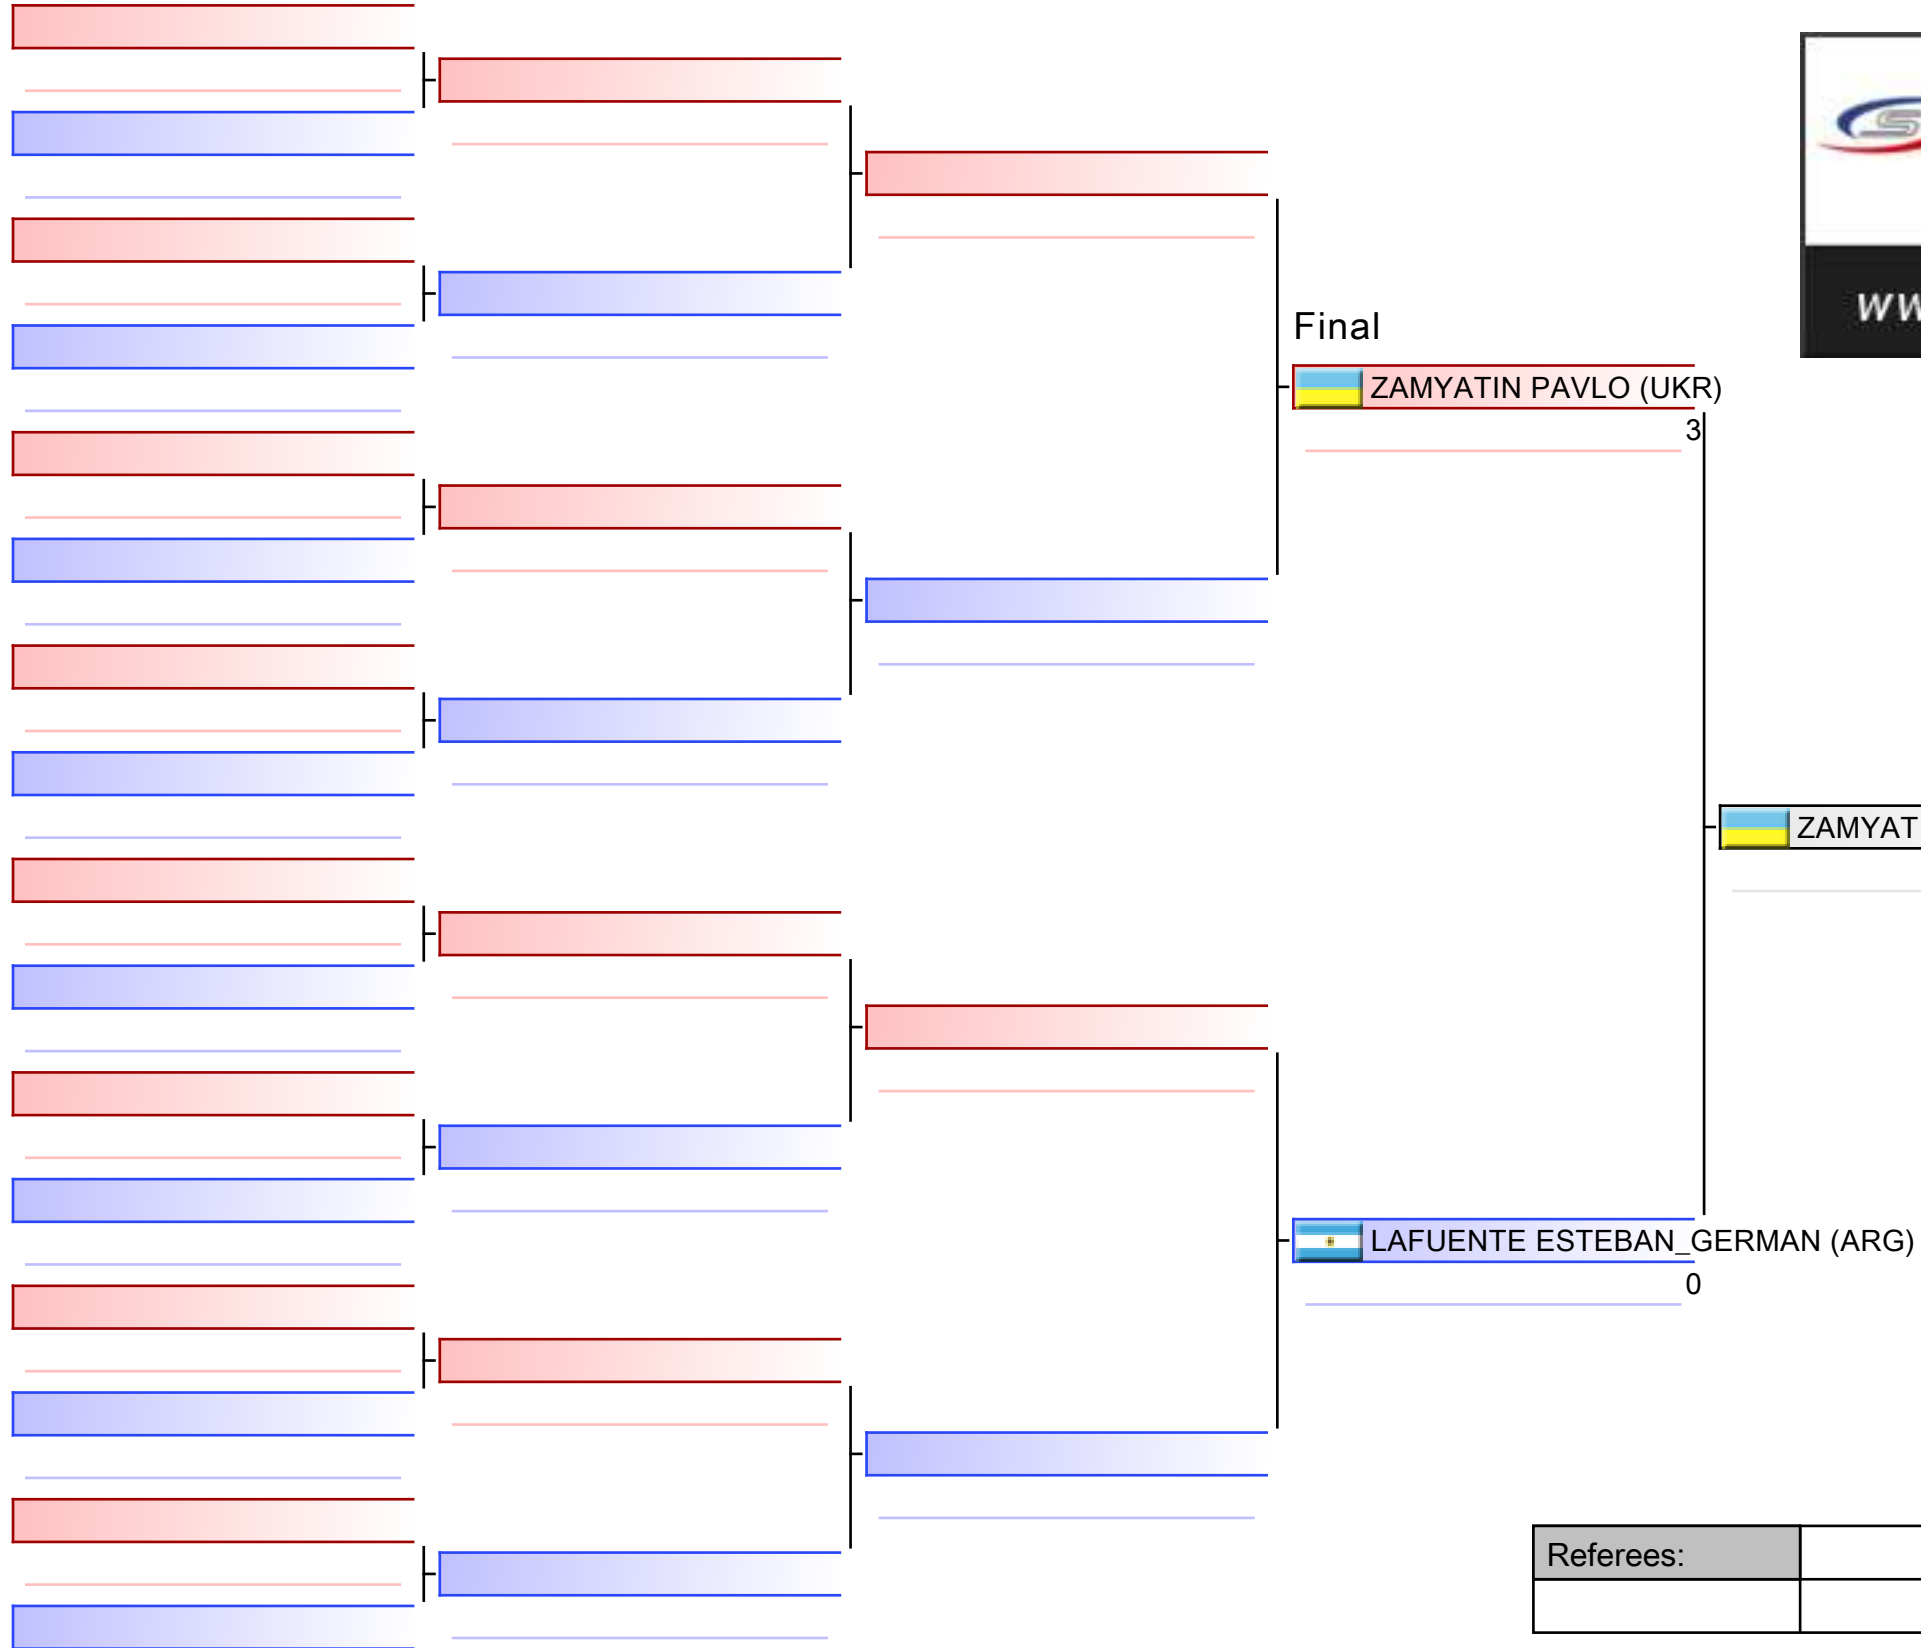 Final
ZAMYATIN PAVLO (UKR)
3
ZAMYAT
LAFUENTE ESTEBAN_GERMAN (ARG)
0
Referees: